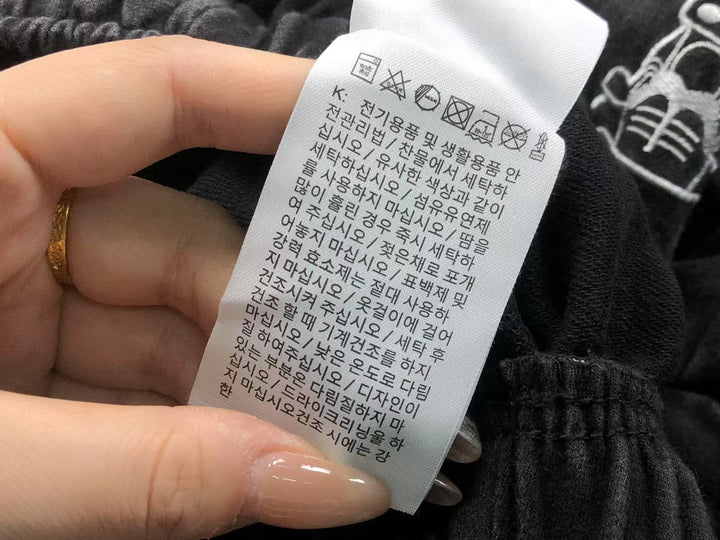 K: 전기용품 및 생활용품 안
전관리법 / 찬물에서 세탁하
십시오 / 유사한 색상과 같이
세탁하십시오 / 섬유유연제
를 사용하지 마십시오 / 땀을
많이 흘린 경우 즉시 세탁하
여 주십시오 / 젖은채로 포개
어놓지 마십시오 / 표백제 및
강력 효소제는 절대 사용하
지 마십시오 / 옷걸이에 걸어
건조시켜 주십시오 / 세탁 후
건조 할 때 기계건조를 하지
마십시오 / 낮은 온도로 다림
질 하여주십시오 / 디자인이
있는 부분은 다림질하지 마
십시오 / 드라이크리닝울 하
지 마십시오건조 시에는 강
한